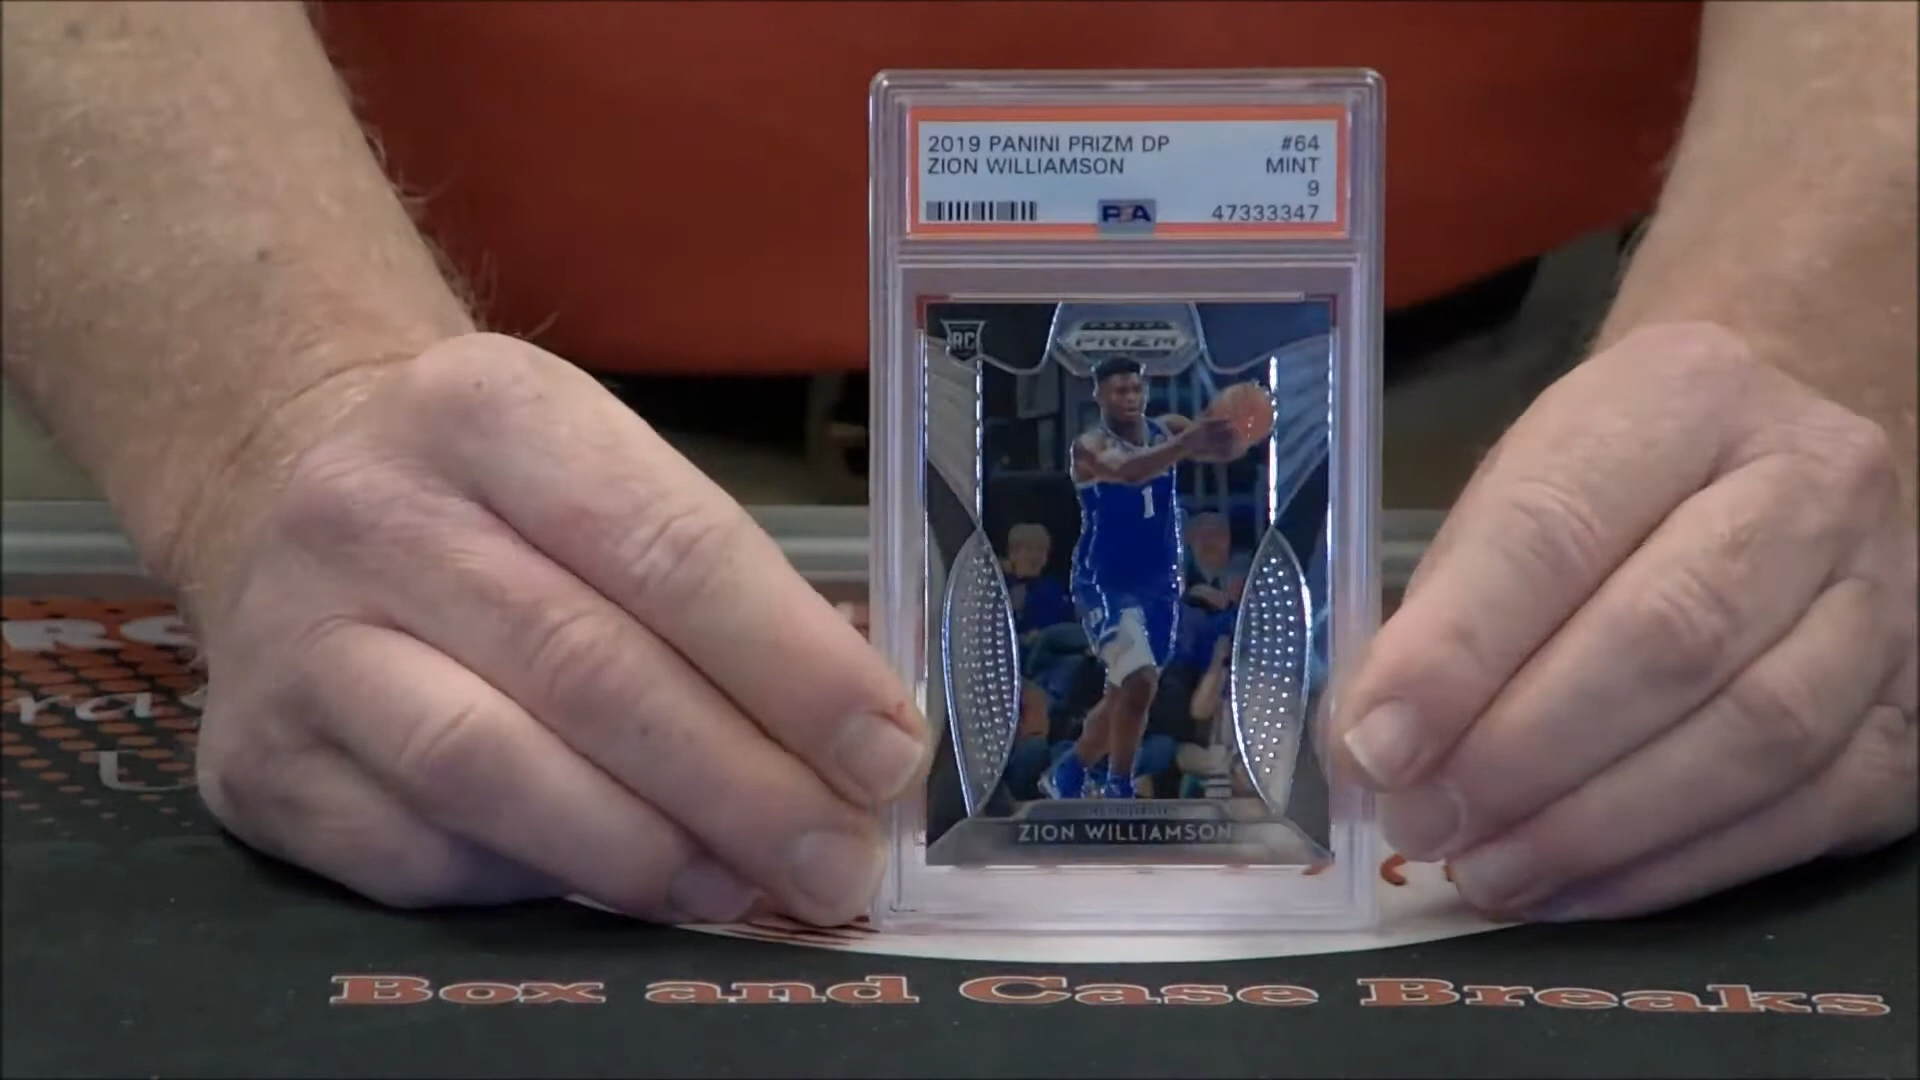 2019 PANINI PRIZM DP #64
ZION WILLIAMSON MINT
9
PSA 47333347
RC
PRIZM
1
ZION WILLIAMSON
Box and Case Breaks